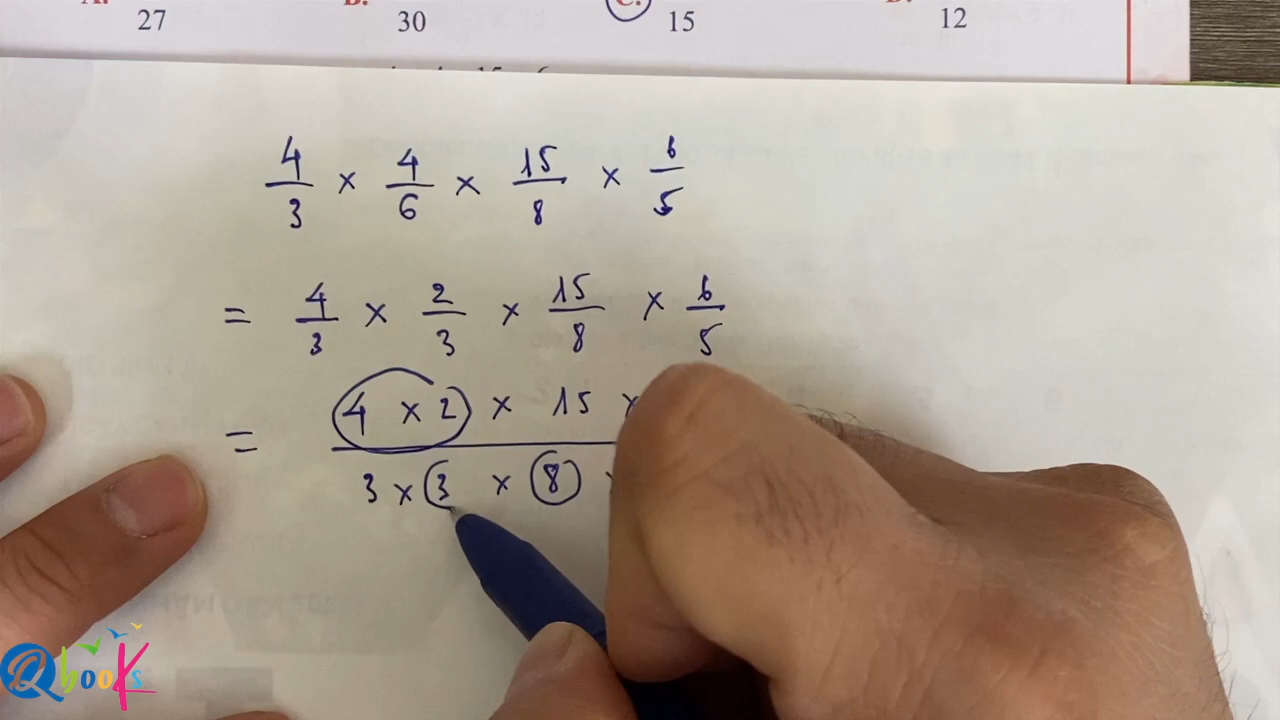 A. 27 B. 30 C. 15 D. 12
4/3 × 4/6 × 15/8 × 6/5
= 4/3 × 2/3 × 15/8 × 6/5
= 4 × 2 × 15 ×
3 × 3 × 8
Qbooks